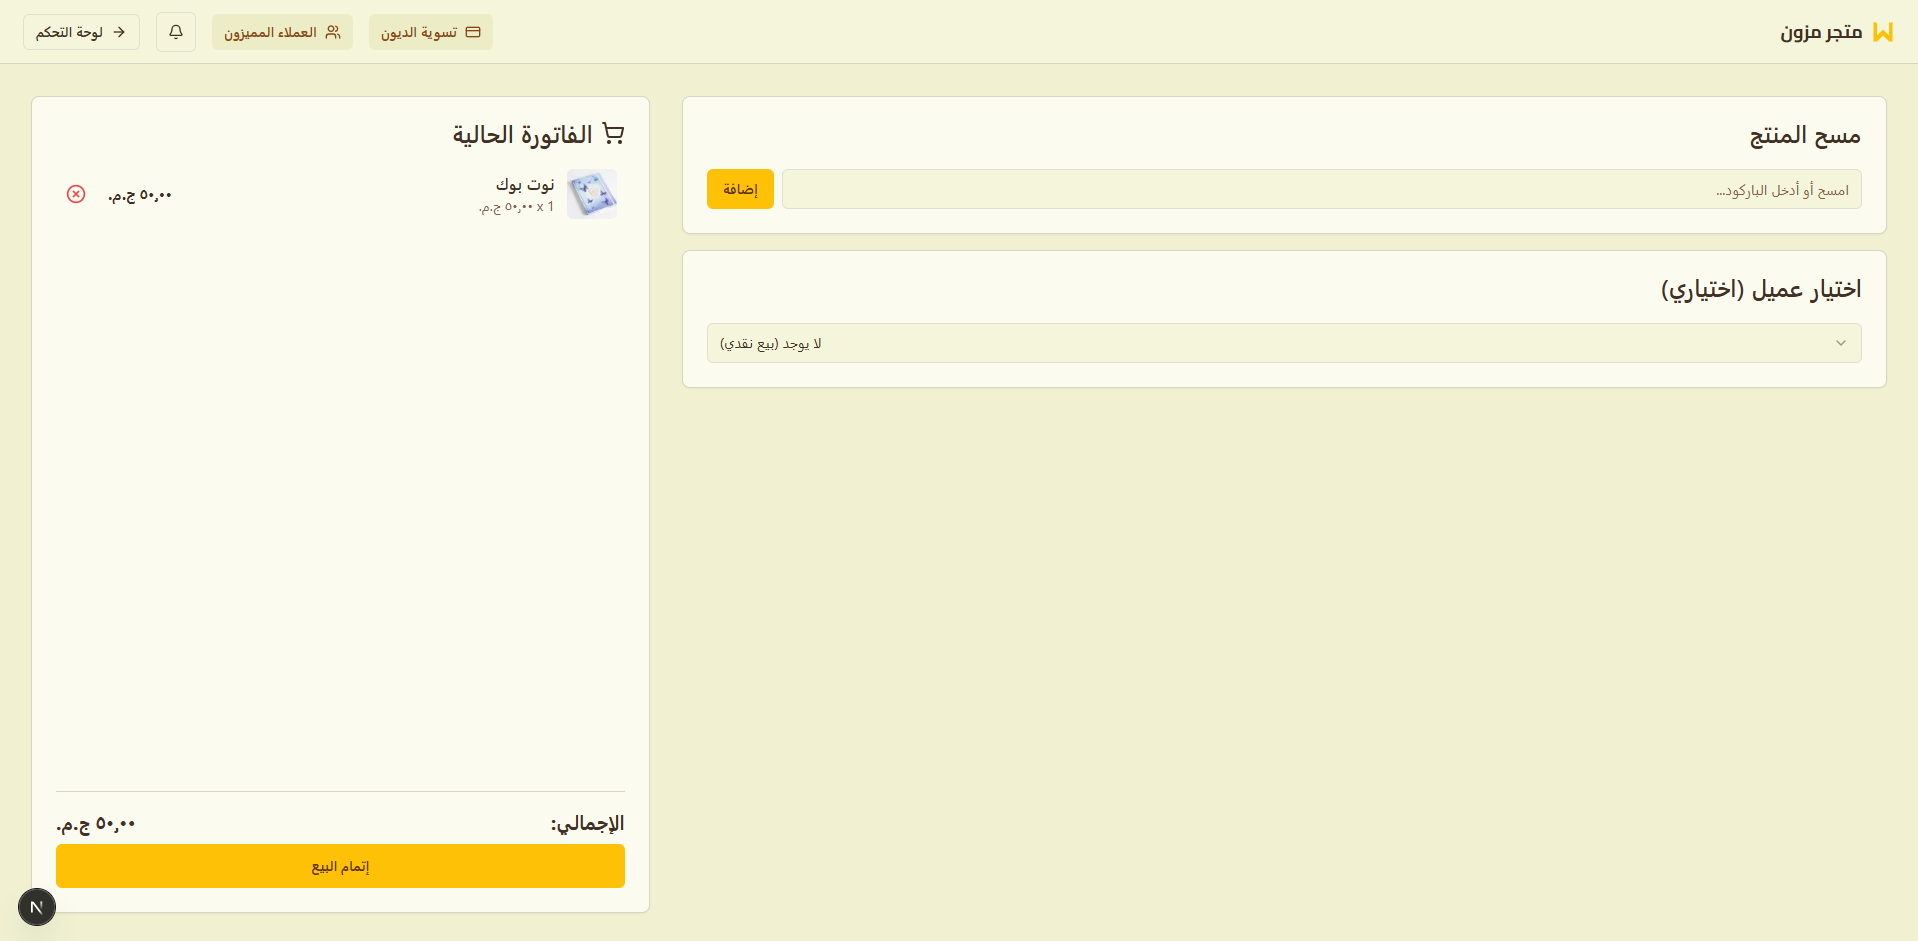 متجر مزون
تسوية الديون
العملاء المميزون
لوحة التحكم
مسح المنتج
امسح أو أدخل الباركود...
إضافة
اختيار عميل (اختياري)
لا يوجد (بيع نقدي)
الفاتورة الحالية
نوت بوك
1 x ٥٠٫٠٠ ج.م.
٥٠٫٠٠ ج.م.
الإجمالي:
٥٠٫٠٠ ج.م.
إتمام البيع
N